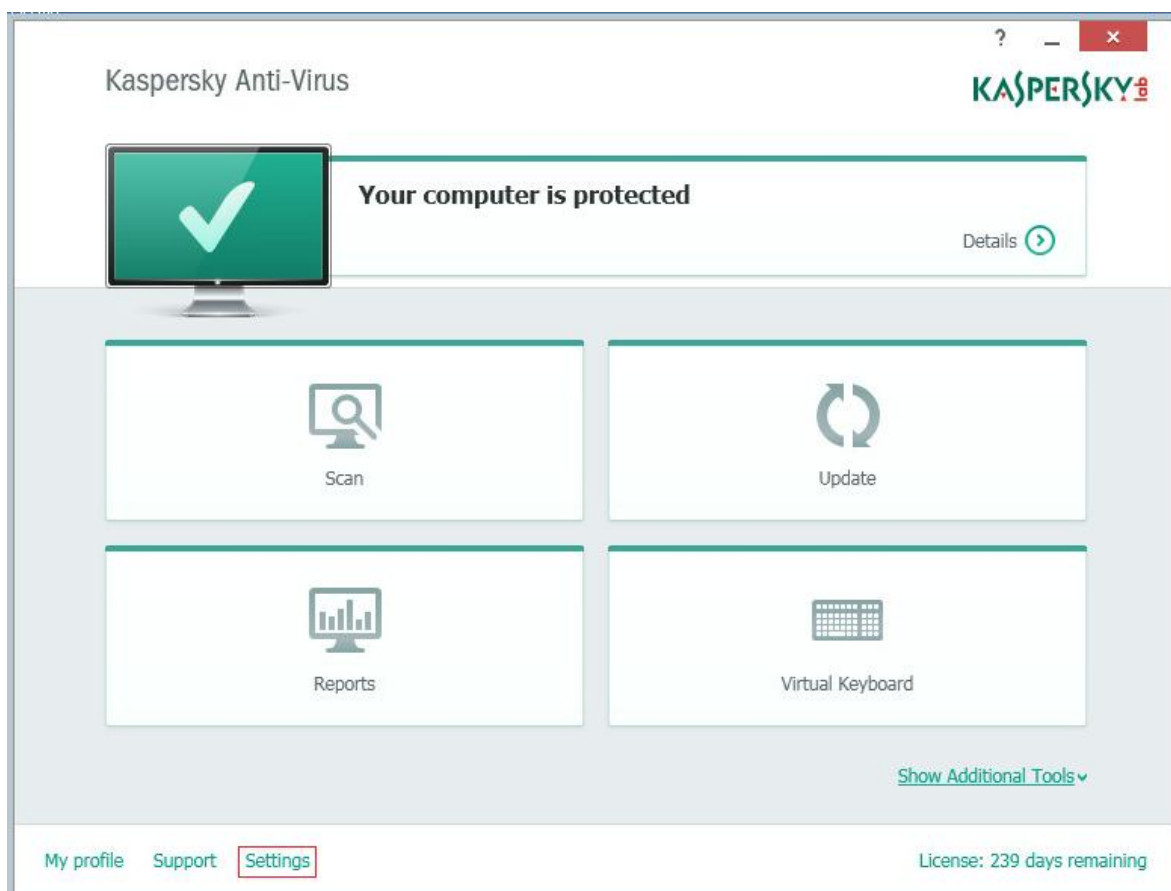 ?
Kaspersky Anti-Virus
KASPERSKY lab
Your computer is protected
Details
Scan
Update
Reports
Virtual Keyboard
Show Additional Tools
My profile Support Settings License: 239 days remaining